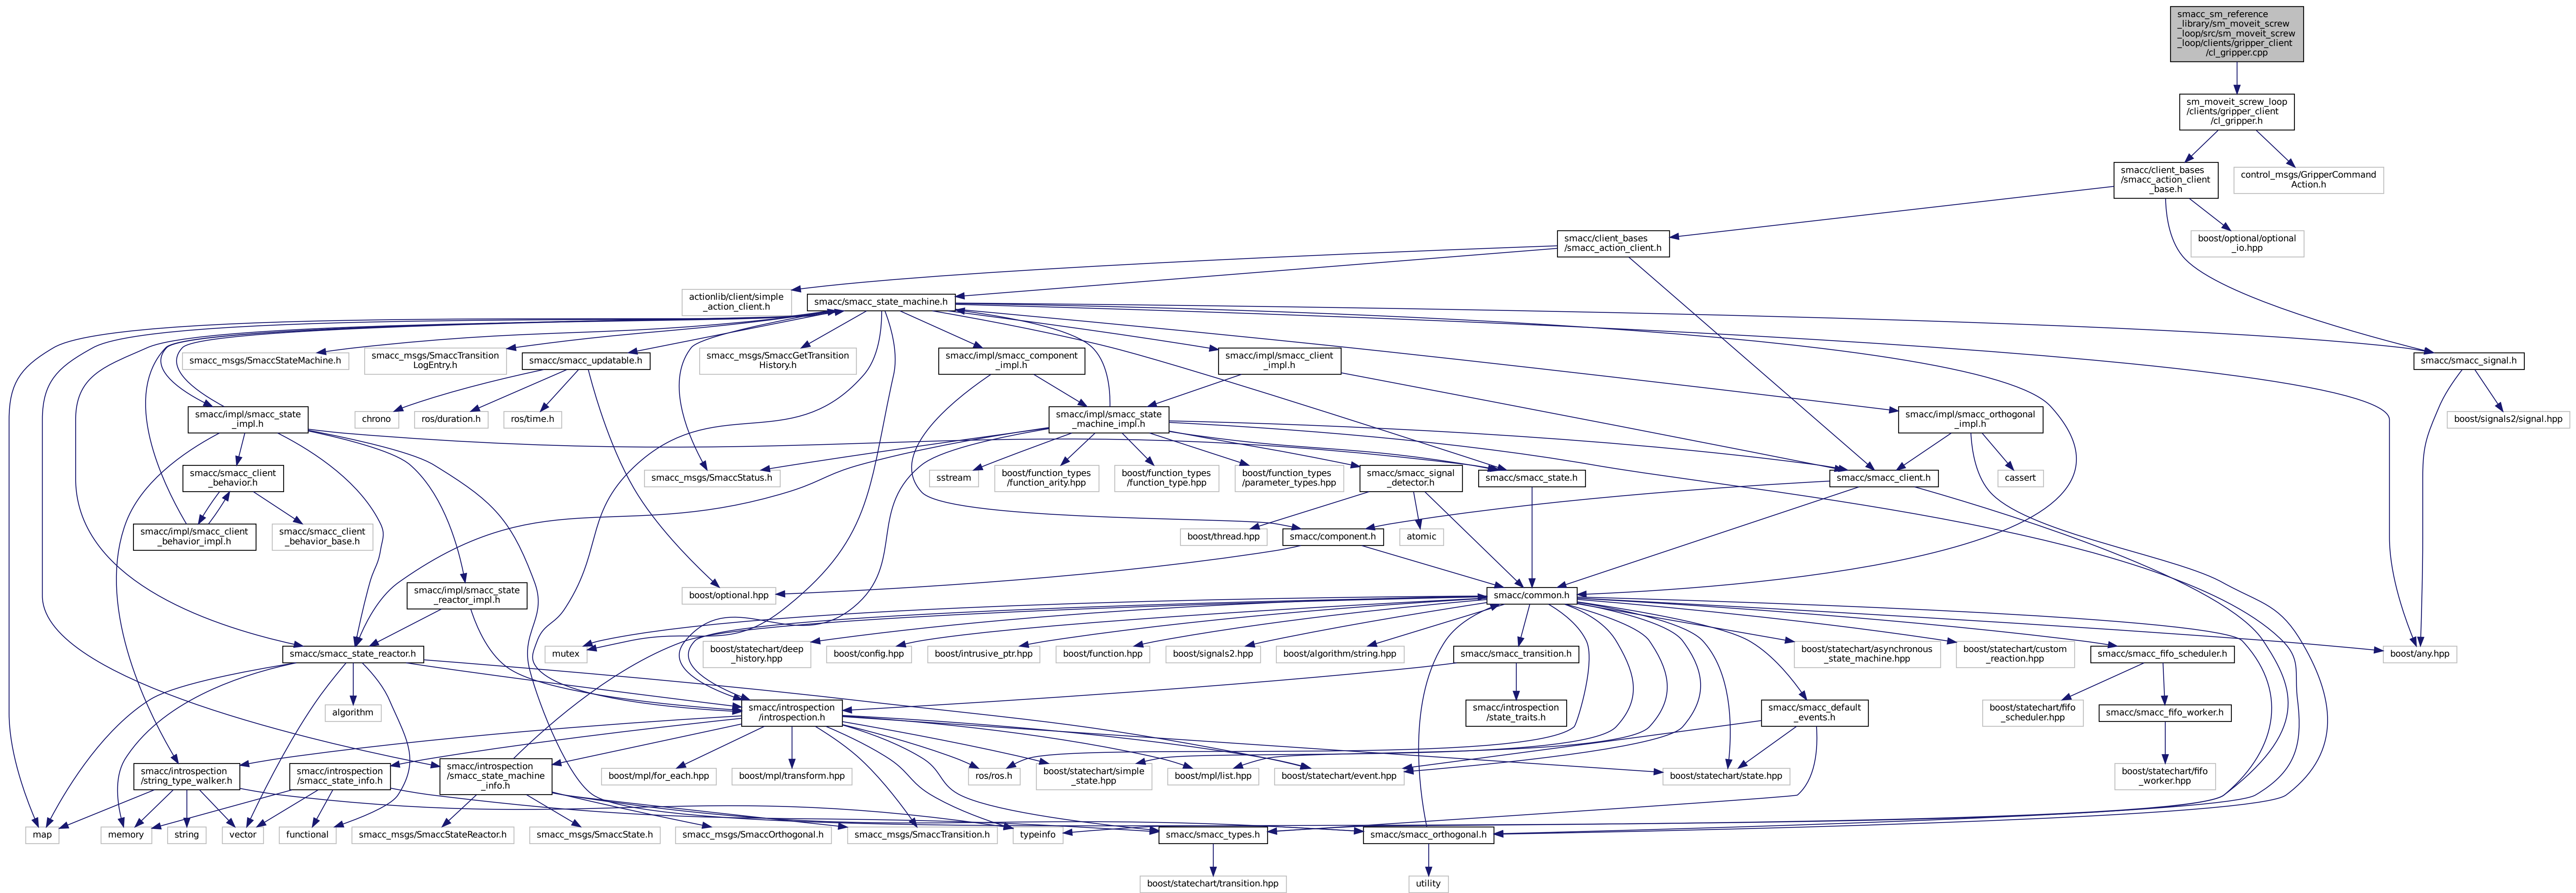 smacc_sm_reference
_library/sm_moveit_screw
_loop/src/sm_moveit_screw
_loop/clients/gripper_client
/cl_gripper.cpp
sm_moveit_screw_loop
/clients/gripper_client
/cl_gripper.h
smacc/client_bases
/smacc_action_client
_base.h
control_msgs/GripperCommand
Action.h
smacc/client_bases
/smacc_action_client.h
boost/optional/optional
_io.hpp
actionlib/client/simple
_action_client.h
smacc/smacc_state_machine.h
smacc_msgs/SmaccStateMachine.h
smacc_msgs/SmaccTransition
LogEntry.h
smacc/smacc_updatable.h
smacc_msgs/SmaccGetTransition
History.h
smacc/impl/smacc_component
_impl.h
smacc/impl/smacc_client
_impl.h
smacc/smacc_signal.h
chrono
ros/duration.h
ros/time.h
smacc/impl/smacc_state
_impl.h
smacc/impl/smacc_state
_machine_impl.h
smacc/impl/smacc_orthogonal
_impl.h
boost/signals2/signal.hpp
smacc/smacc_client
_behavior.h
smacc_msgs/SmaccStatus.h
sstream
boost/function_types
/function_arity.hpp
boost/function_types
/function_type.hpp
boost/function_types
/parameter_types.hpp
smacc/smacc_signal
_detector.h
smacc/smacc_state.h
smacc/smacc_client.h
cassert
smacc/impl/smacc_client
_behavior_impl.h
smacc/smacc_client
_behavior_base.h
boost/thread.hpp
smacc/component.h
atomic
smacc/impl/smacc_state
_reactor_impl.h
boost/optional.hpp
smacc/common.h
smacc/smacc_state_reactor.h
mutex
boost/statechart/deep
_history.hpp
boost/config.hpp
boost/intrusive_ptr.hpp
boost/function.hpp
boost/signals2.hpp
boost/algorithm/string.hpp
smacc/smacc_transition.h
boost/statechart/asynchronous
_state_machine.hpp
boost/statechart/custom
_reaction.hpp
smacc/smacc_fifo_scheduler.h
boost/any.hpp
algorithm
smacc/introspection
/introspection.h
smacc/introspection
/state_traits.h
smacc/smacc_default
_events.h
boost/statechart/fifo
_scheduler.hpp
smacc/smacc_fifo_worker.h
smacc/introspection
/string_type_walker.h
smacc/introspection
/smacc_state_info.h
smacc/introspection
/smacc_state_machine
_info.h
boost/mpl/for_each.hpp
boost/mpl/transform.hpp
ros/ros.h
boost/statechart/simple
_state.hpp
boost/mpl/list.hpp
boost/statechart/event.hpp
boost/statechart/state.hpp
boost/statechart/fifo
_worker.hpp
map
memory
string
vector
functional
smacc_msgs/SmaccStateReactor.h
smacc_msgs/SmaccState.h
smacc_msgs/SmaccOrthogonal.h
smacc_msgs/SmaccTransition.h
typeinfo
smacc/smacc_types.h
smacc/smacc_orthogonal.h
boost/statechart/transition.hpp
utility